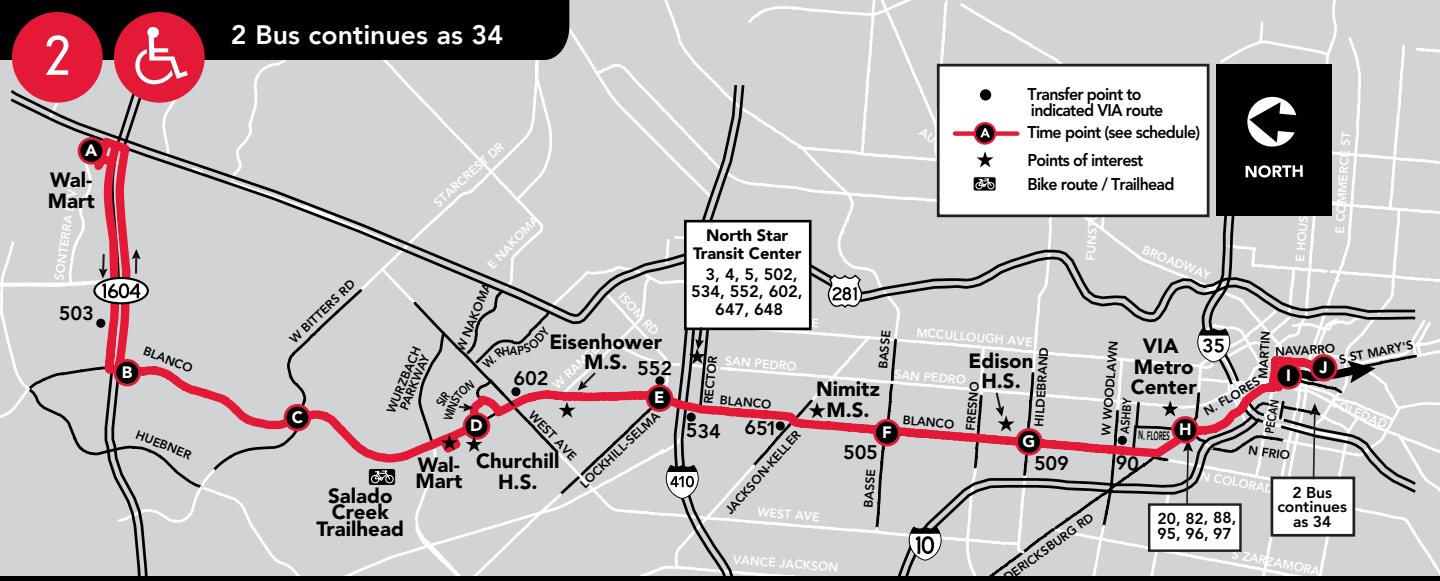 2
2 Bus continues as 34
Transfer point to
indicated VIA route
A
Time point (see schedule)
Points of interest
Bike route / Trailhead
NORTH
A
Wal-
Mart
SONTERRA
1604
503
B
BLANCO
HUEBNER
C
W BITTERS RD
STARCREST DR
E NAKOMA
W NAKOMA
W. RHAPSODY
WURZBACH
PARKWAY
SIR
WINSTON
D
Wal-
Mart
Churchill
H.S.
Salado
Creek
Trailhead
602
WEST AVE
Eisenhower
M.S.
ISOM RD
552
E
LOCKHILL-SELMA
North Star
Transit Center
3, 4, 5, 502,
534, 552, 602,
647, 648
281
RECTOR
534
410
BLANCO
SAN PEDRO
651
JACKSON-KELLER
Nimitz
M.S.
WEST AVE
VANCE JACKSON
BASSE
F
505
BASSE
BLANCO
SAN PEDRO
MCCULLOUGH AVE
Edison
H.S.
FRESNO
HILDEBRAND
G
509
10
W WOODLAWN
ASHBY
90
N. FLORES
VIA
Metro
Center
H
20, 82, 88,
95, 96, 97
35
BROADWAY
N. FLORES
MARTIN
NAVARRO
I
J
S ST MARY'S
PECAN
N FRIO
2 Bus
continues
as 34
S ZARZAMORA
E COMMERCE ST